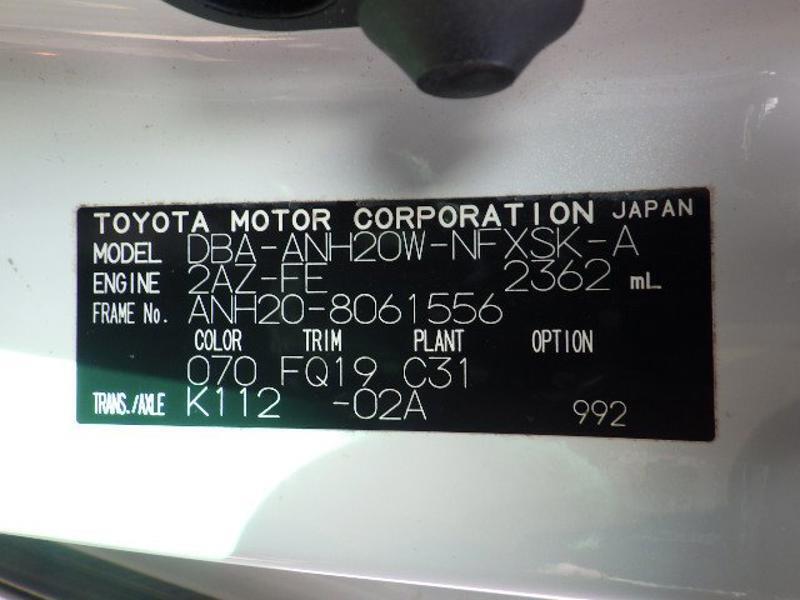 TOYOTA MOTOR CORPORATION JAPAN
MODEL DBA-ANH20W-NFXSK-A
ENGINE 2AZ-FE 2362 mL
FRAME No. ANH20-8061556
COLOR TRIM PLANT OPTION
070 FQ19 C31
TRANS./AXLE K112 -02A 992